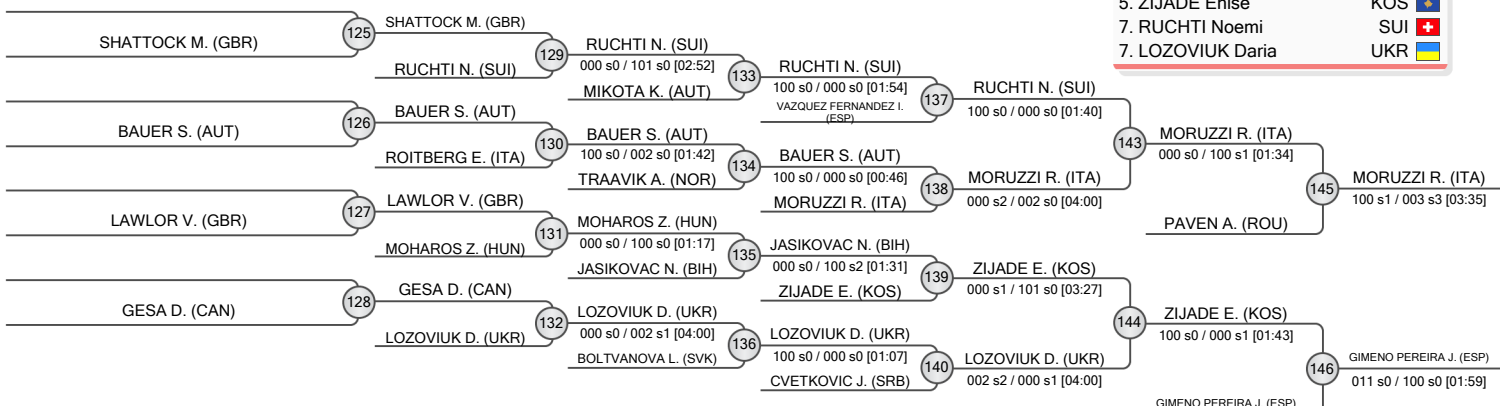 5. ZIJADE Enise KOS
7. RUCHTI Noemi SUI
7. LOZOVIUK Daria UKR
SHATTOCK M. (GBR)
125
SHATTOCK M. (GBR)
RUCHTI N. (SUI)
129
RUCHTI N. (SUI)
000 s0 / 101 s0 [02:52]
MIKOTA K. (AUT)
133
RUCHTI N. (SUI)
100 s0 / 000 s0 [01:54]
VAZQUEZ FERNANDEZ I.
(ESP)
137
RUCHTI N. (SUI)
100 s0 / 000 s0 [01:40]
BAUER S. (AUT)
126
BAUER S. (AUT)
ROITBERG E. (ITA)
130
BAUER S. (AUT)
100 s0 / 002 s0 [01:42]
TRAAVIK A. (NOR)
134
BAUER S. (AUT)
100 s0 / 000 s0 [00:46]
MORUZZI R. (ITA)
138
MORUZZI R. (ITA)
000 s2 / 002 s0 [04:00]
143
MORUZZI R. (ITA)
000 s0 / 100 s1 [01:34]
PAVEN A. (ROU)
145
MORUZZI R. (ITA)
100 s1 / 003 s3 [03:35]
LAWLOR V. (GBR)
127
LAWLOR V. (GBR)
MOHAROS Z. (HUN)
131
MOHAROS Z. (HUN)
000 s0 / 100 s0 [01:17]
JASIKOVAC N. (BIH)
135
JASIKOVAC N. (BIH)
000 s0 / 100 s2 [01:31]
ZIJADE E. (KOS)
139
ZIJADE E. (KOS)
000 s1 / 101 s0 [03:27]
GESA D. (CAN)
128
GESA D. (CAN)
LOZOVIUK D. (UKR)
132
LOZOVIUK D. (UKR)
000 s0 / 002 s1 [04:00]
BOLTVANOVA L. (SVK)
136
LOZOVIUK D. (UKR)
100 s0 / 000 s0 [01:07]
CVETKOVIC J. (SRB)
140
LOZOVIUK D. (UKR)
002 s2 / 000 s1 [04:00]
144
ZIJADE E. (KOS)
100 s0 / 000 s1 [01:43]
GIMENO PEREIRA J. (ESP)
146
GIMENO PEREIRA J. (ESP)
011 s0 / 100 s0 [01:59]